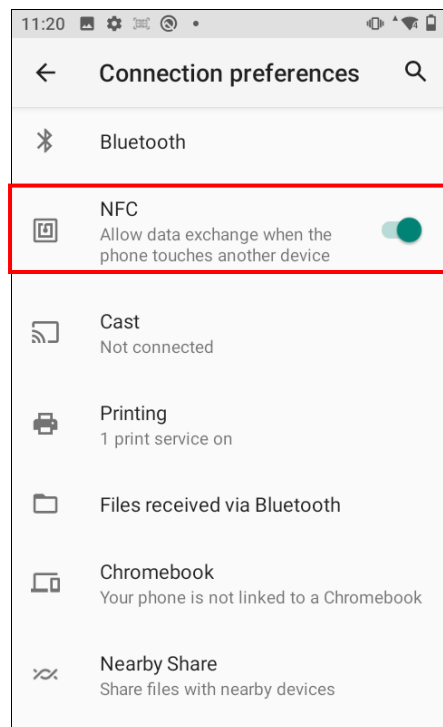 11:20
Connection preferences
Bluetooth
NFC
Allow data exchange when the
phone touches another device
Cast
Not connected
Printing
1 print service on
Files received via Bluetooth
Chromebook
Your phone is not linked to a Chromebook
Nearby Share
Share files with nearby devices